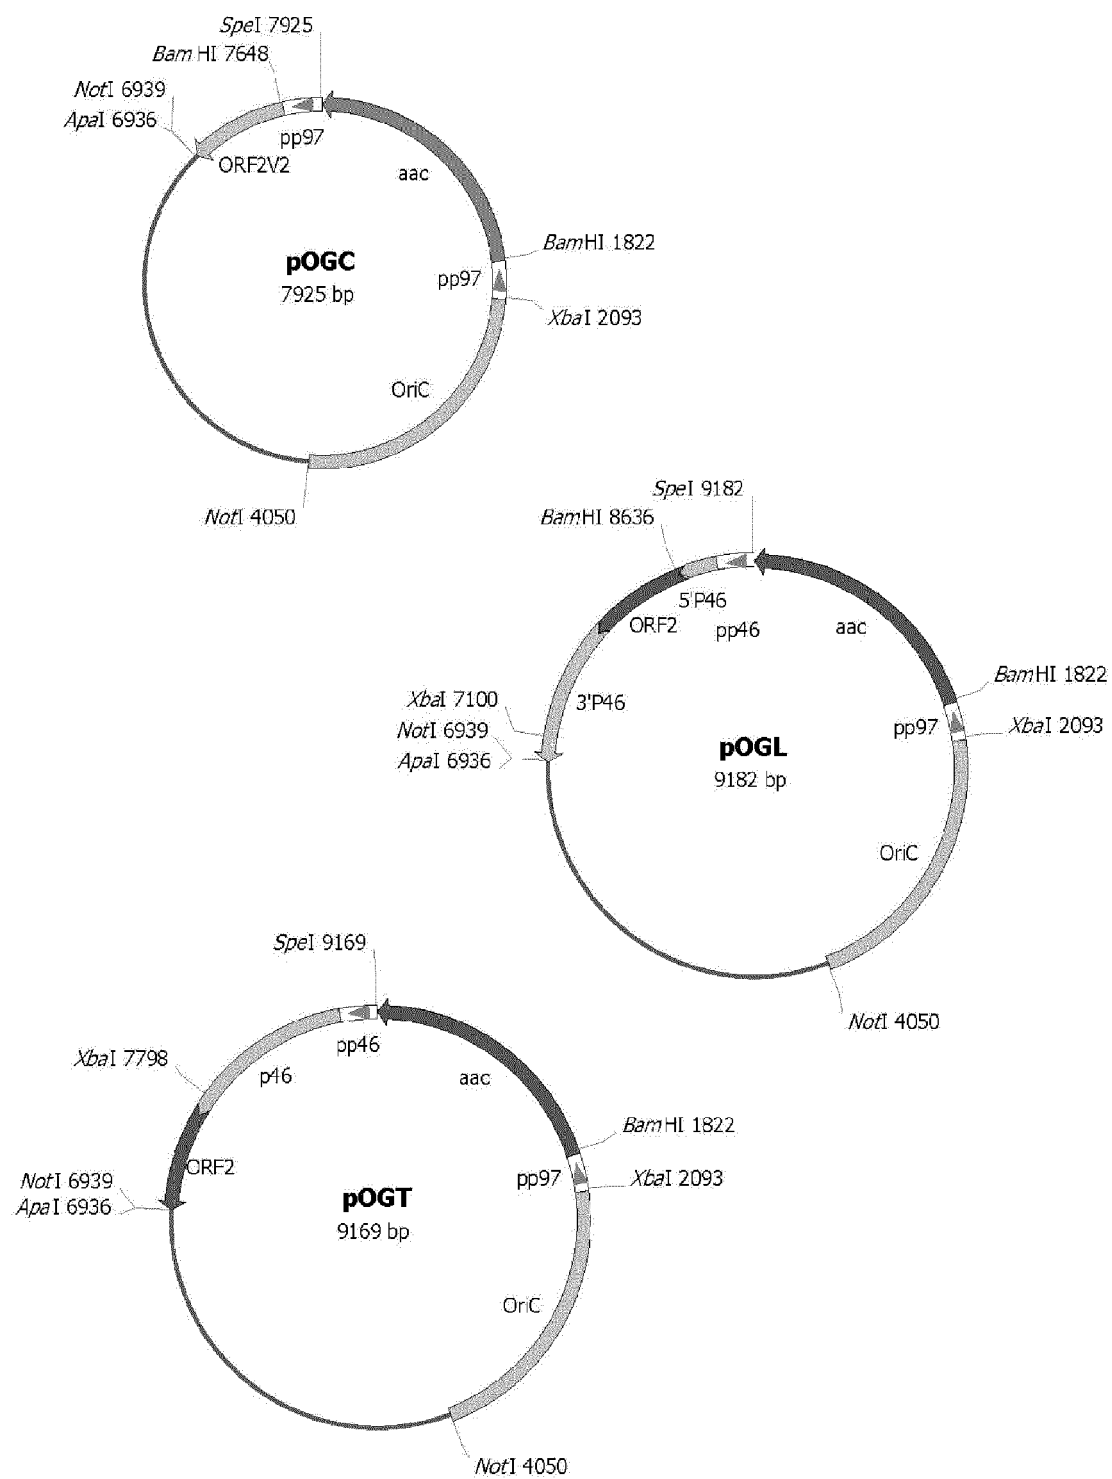 SpeI 7925
BamHI 7648
NotI 6939
ApaI 6936
pp97
ORF2V2
aac
BamHI 1822
pOGC
7925 bp
pp97
XbaI 2093
OriC
NotI 4050
SpeI 9182
BamHI 8636
5'P46
ORF2
pp46
aac
BamHI 1822
XbaI 7100
3'P46
NotI 6939
pp97
XbaI 2093
ApaI 6936
pOGL
9182 bp
OriC
NotI 4050
SpeI 9169
pp46
XbaI 7798
p46
aac
BamHI 1822
ORF2
NotI 6939
pp97
XbaI 2093
ApaI 6936
pOGT
9169 bp
OriC
NotI 4050